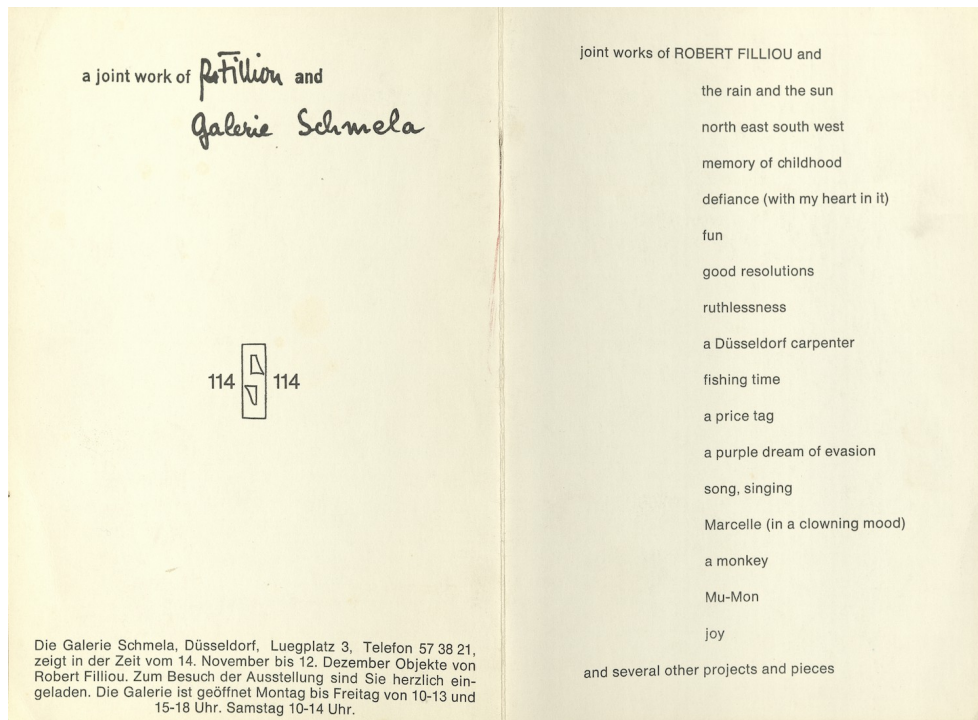 a joint work of R. Filliou and
Galerie Schmela
114 114
Die Galerie Schmela, Düsseldorf, Luegplatz 3, Telefon 57 38 21,
zeigt in der Zeit vom 14. November bis 12. Dezember Objekte von
Robert Filliou. Zum Besuch der Ausstellung sind Sie herzlich ein-
geladen. Die Galerie ist geöffnet Montag bis Freitag von 10-13 und
15-18 Uhr. Samstag 10-14 Uhr.
joint works of ROBERT FILLIOU and
the rain and the sun
north east south west
memory of childhood
defiance (with my heart in it)
fun
good resolutions
ruthlessness
a Düsseldorf carpenter
fishing time
a price tag
a purple dream of evasion
song, singing
Marcelle (in a clowning mood)
a monkey
Mu-Mon
joy
and several other projects and pieces